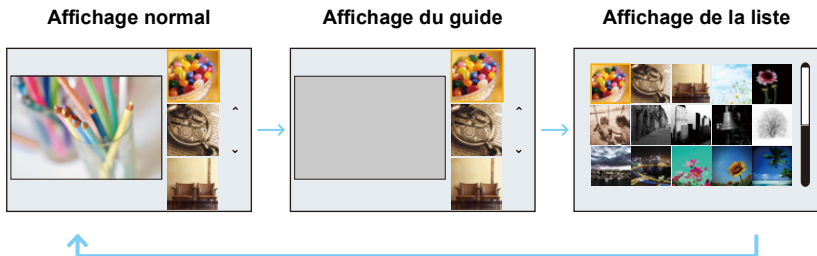 Affichage normal
Affichage du guide
Affichage de la liste